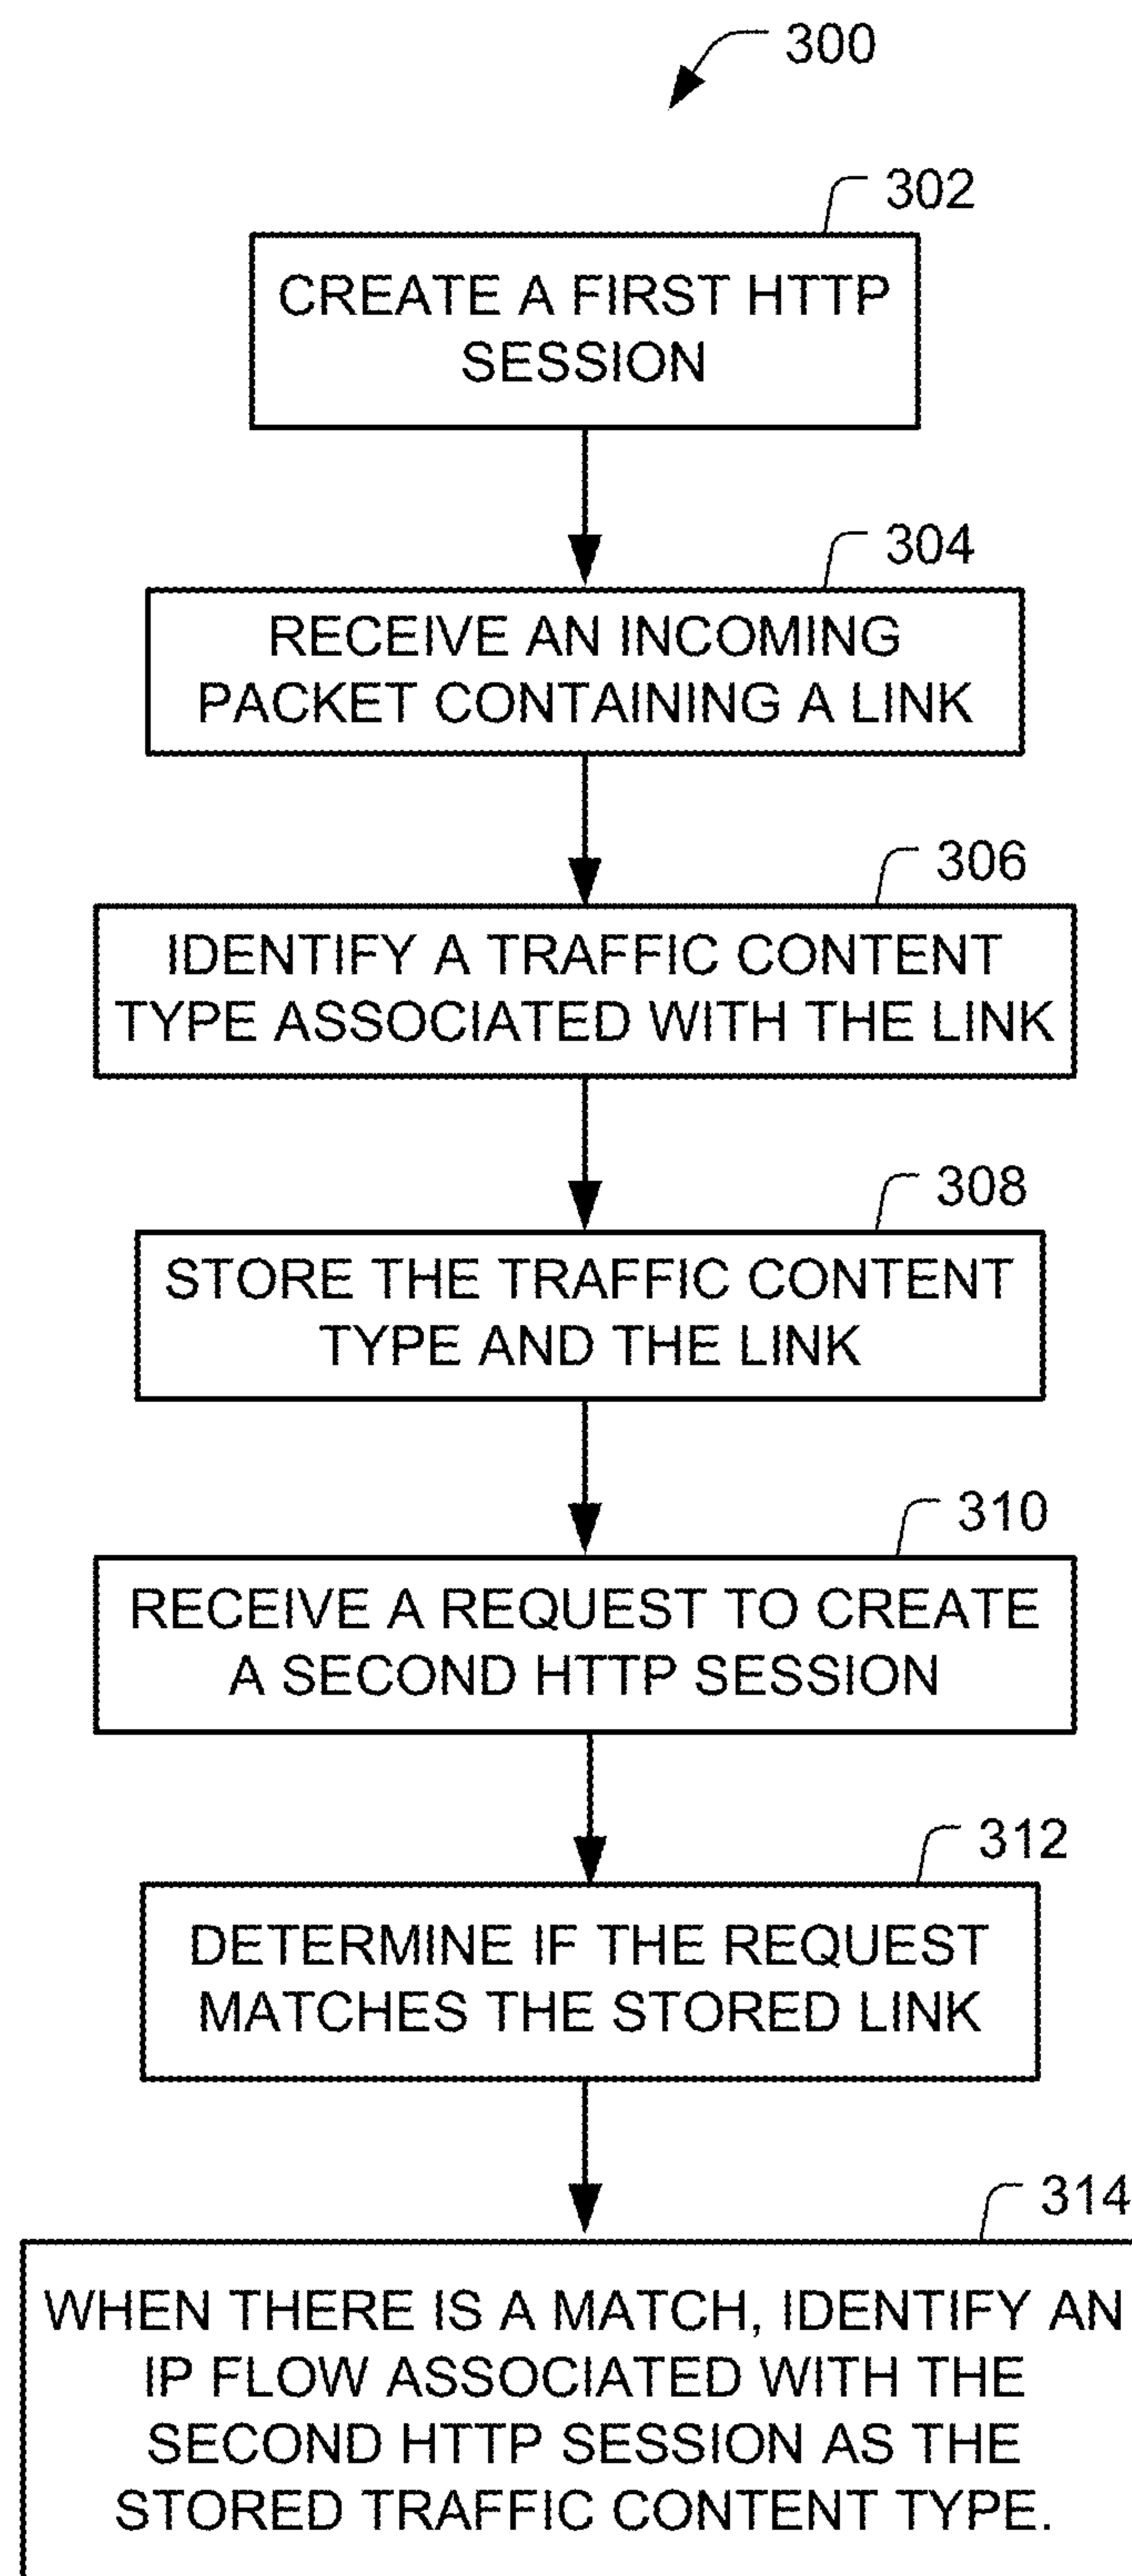 300
302
CREATE A FIRST HTTP
SESSION
304
RECEIVE AN INCOMING
PACKET CONTAINING A LINK
306
IDENTIFY A TRAFFIC CONTENT
TYPE ASSOCIATED WITH THE LINK
308
STORE THE TRAFFIC CONTENT
TYPE AND THE LINK
310
RECEIVE A REQUEST TO CREATE
A SECOND HTTP SESSION
312
DETERMINE IF THE REQUEST
MATCHES THE STORED LINK
314
WHEN THERE IS A MATCH, IDENTIFY AN
IP FLOW ASSOCIATED WITH THE
SECOND HTTP SESSION AS THE
STORED TRAFFIC CONTENT TYPE.